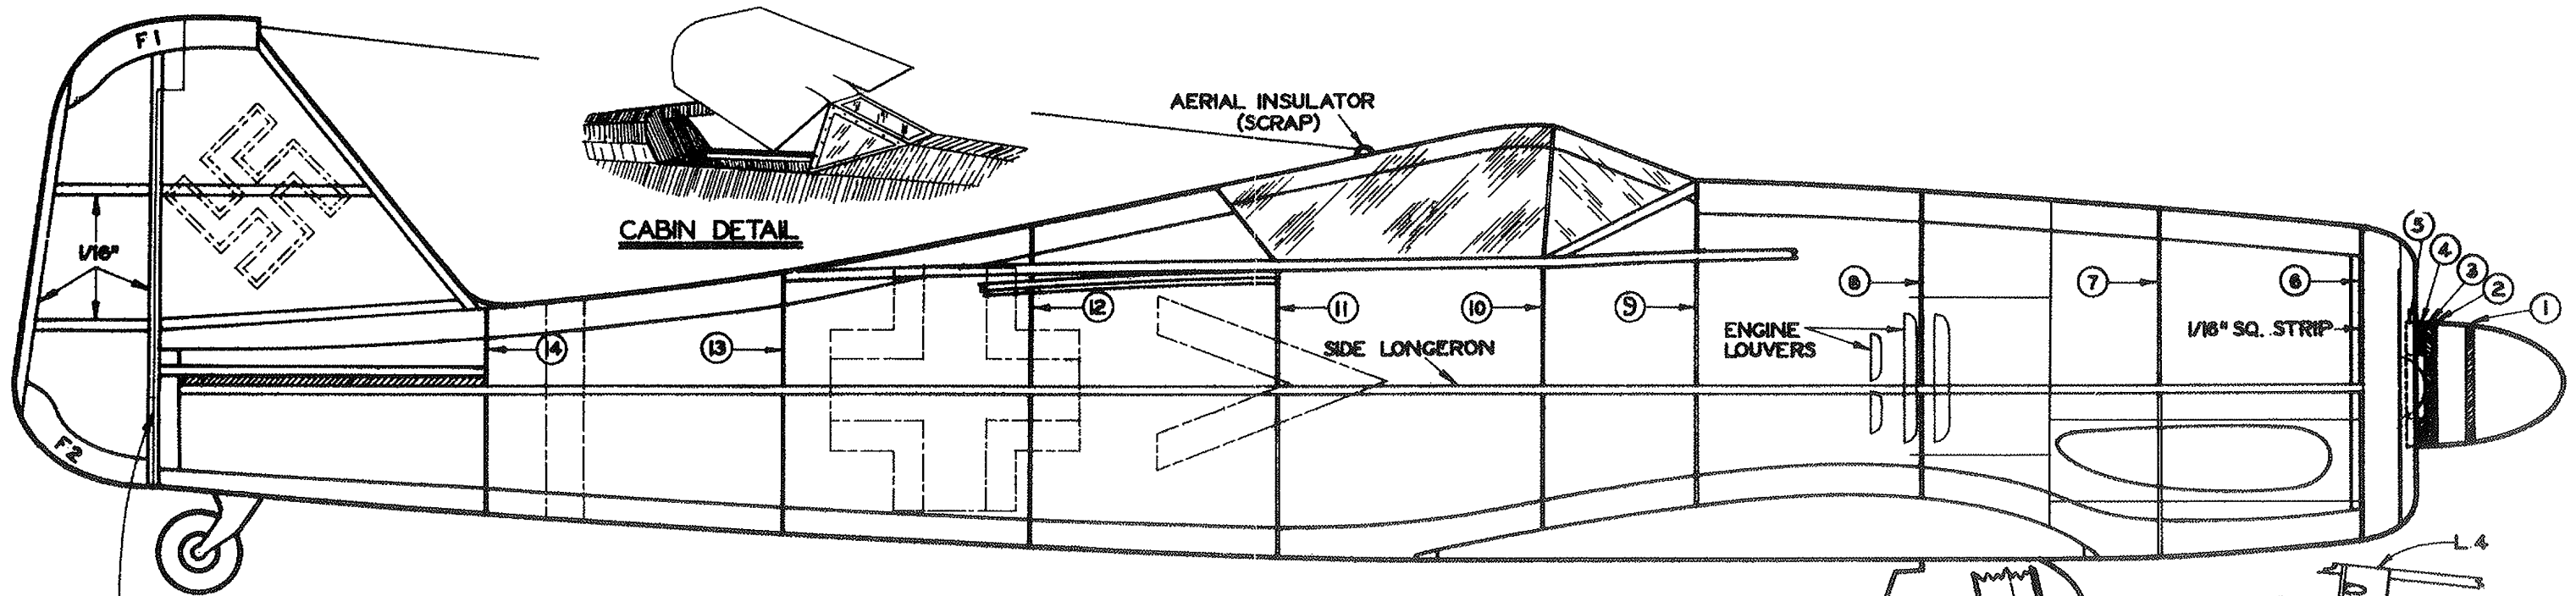 F1
AERIAL INSULATOR
(SCRAP)
CABIN DETAIL
1/16"
5
4
3
2
1
12
11
10
9
8
7
6
ENGINE
LOUVERS
1/16" SQ. STRIP
14
13
SIDE LONGERON
F2
L.4